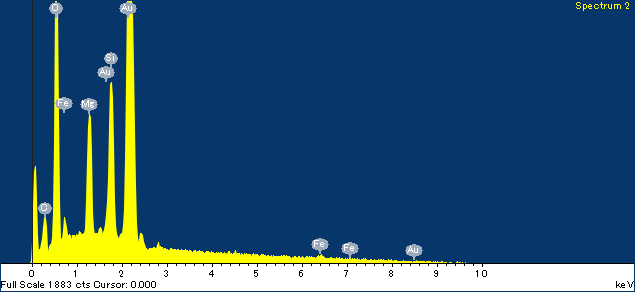 Spectrum 2
O Au
Si
Au
Fe Mg
O
Fe Fe Au
0 1 2 3 4 5 6 7 8 9 10
Full Scale 1883 cts Cursor: 0.000 keV